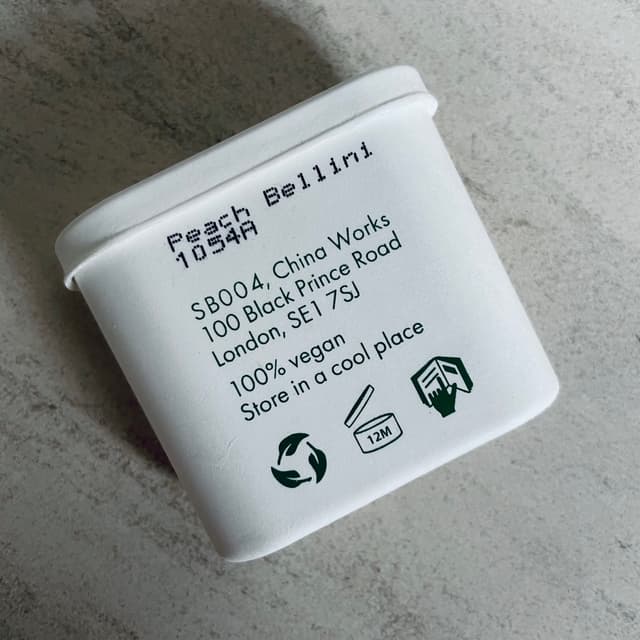 Peach Bellini
1054A
SB004, China Works
100 Black Prince Road
London, SE1 7SJ
100% vegan
Store in a cool place
12M